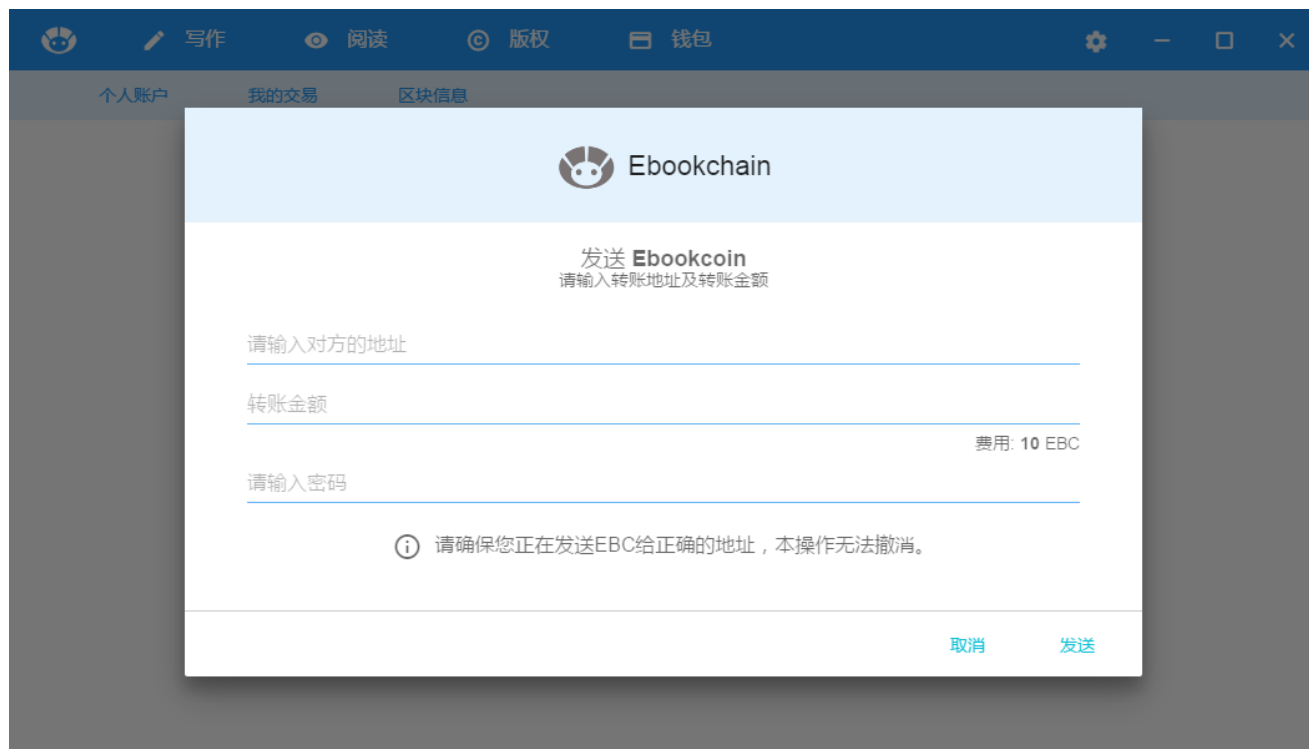 写作 阅读 版权 钱包
个人账户 我的交易 区块信息
Ebookchain
发送 Ebookcoin
请输入转账地址及转账金额
请输入对方的地址
转账金额
费用: 10 EBC
请输入密码
请确保您正在发送EBC给正确的地址，本操作无法撤消。
取消 发送